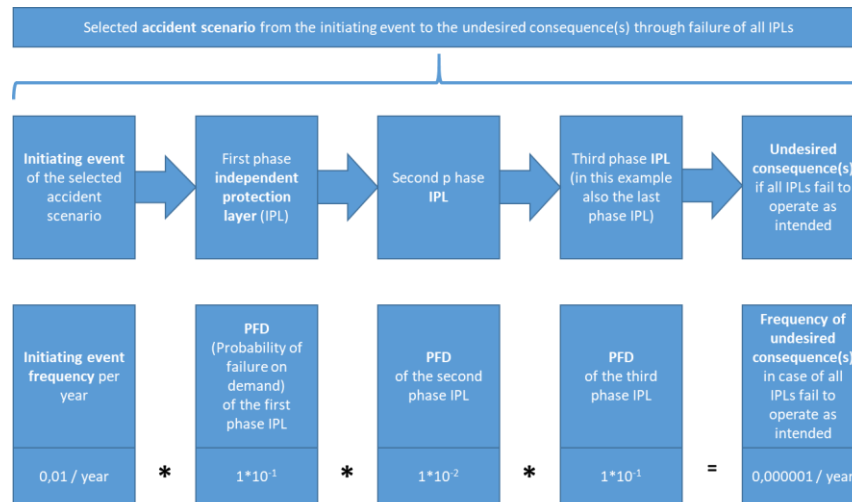 Selected accident scenario from the initiating event to the undesired consequence(s) through failure of all IPLs
Initiating event
of the selected
accident
scenario
First phase
independent
protection
layer (IPL)
Second p hase
IPL
Third phase IPL
(in this example
also the last
phase IPL)
Undesired
consequence(s)
if all IPLs fail to
operate as
intended
Initiating event
frequency per
year
PFD
(Probability of
failure on
demand)
of the first
phase IPL
PFD
of the second
phase IPL
PFD
of the third
phase IPL
Frequency of
undesired
consequence(s)
in case of all
IPLs fail to
operate as
intended
0,01 / year * 1*10⁻¹ * 1*10⁻² * 1*10⁻¹ = 0,000001 / year